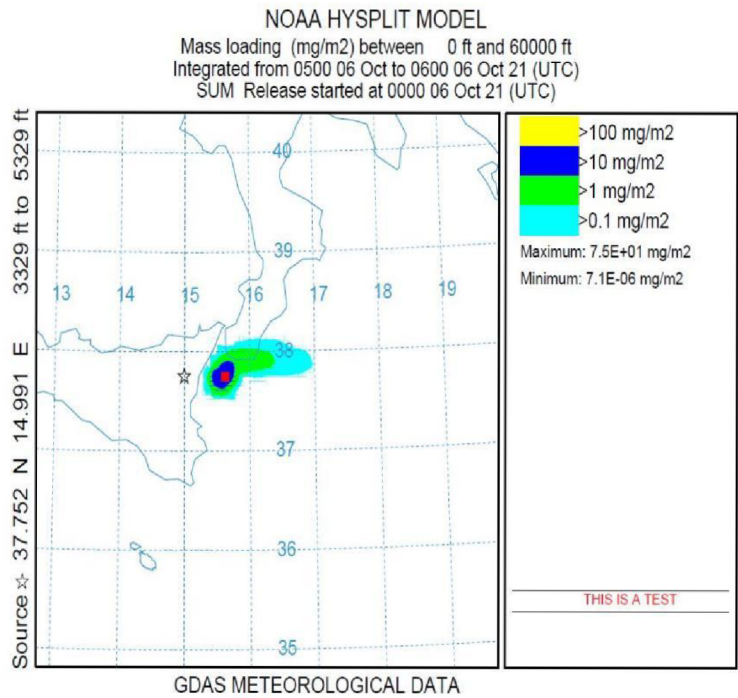 NOAA HYSPLIT MODEL
Mass loading (mg/m2) between 0 ft and 60000 ft
Integrated from 0500 06 Oct to 0600 06 Oct 21 (UTC)
SUM Release started at 0000 06 Oct 21 (UTC)
Source ☆ 37.752 N 14.991 E 3329 ft to 5329 ft
40
39
13 14 15 16 17 18 19
38
37
36
35
>100 mg/m2
>10 mg/m2
>1 mg/m2
>0.1 mg/m2
Maximum: 7.5E+01 mg/m2
Minimum: 7.1E-06 mg/m2
THIS IS A TEST
GDAS METEOROLOGICAL DATA